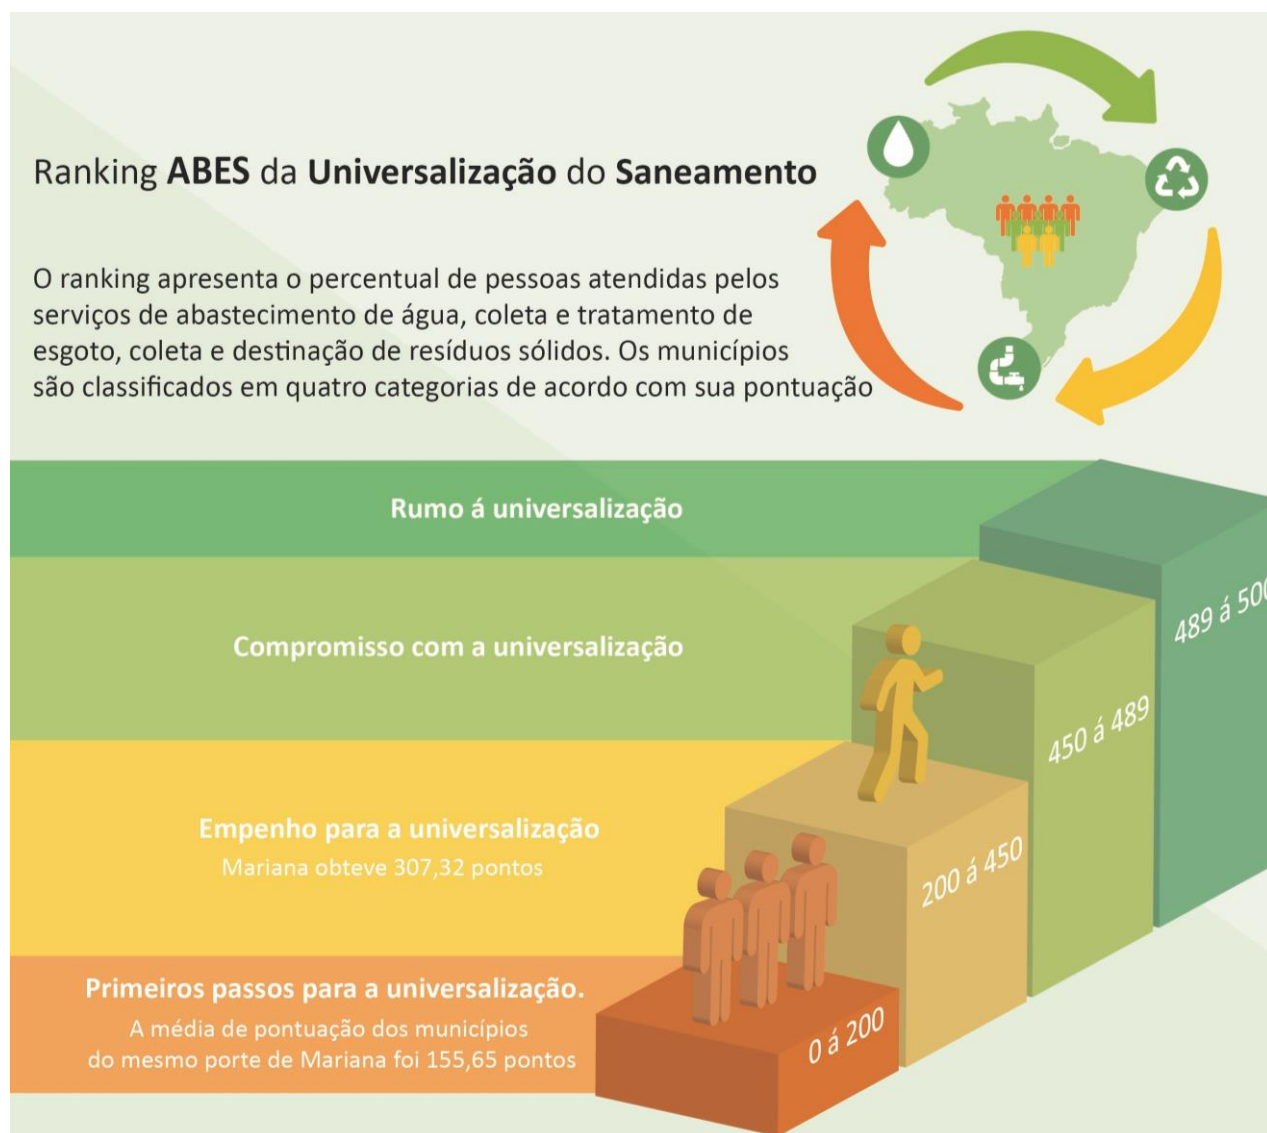 Ranking ABES da Universalização do Saneamento
O ranking apresenta o percentual de pessoas atendidas pelos
serviços de abastecimento de água, coleta e tratamento de
esgoto, coleta e destinação de resíduos sólidos. Os municípios
são classificados em quatro categorias de acordo com sua pontuação
Rumo á universalização
489 á 500
Compromisso com a universalização
450 á 489
Empenho para a universalização
Mariana obteve 307,32 pontos
200 á 450
Primeiros passos para a universalização.
A média de pontuação dos municípios
do mesmo porte de Mariana foi 155,65 pontos
0 á 200